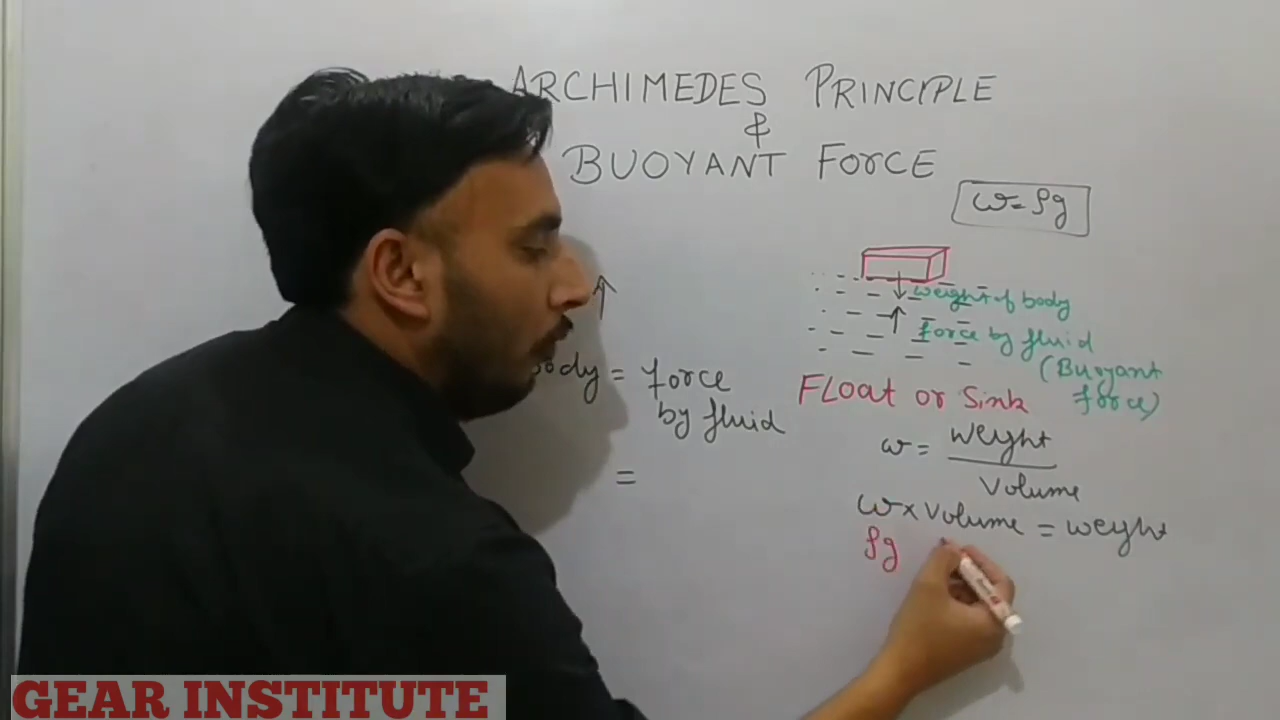 ARCHIMEDES PRINCIPLE
&
BUOYANT FORCE
ω = ρg
weight of body
force by fluid
(Buoyant
force)
body = force
by fluid
=
FLoat or Sink
ω = weight
Volume
ω x Volume = weight
ρg
GEAR INSTITUTE